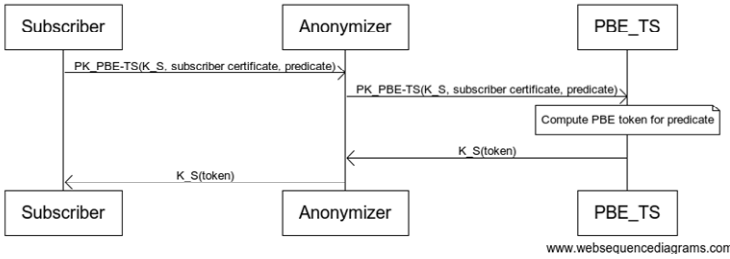 Subscriber
Anonymizer
PBE_TS
PK_PBE-TS(K_S, subscriber certificate, predicate)
PK_PBE-TS(K_S, subscriber certificate, predicate)
Compute PBE token for predicate
K_S(token)
K_S(token)
Subscriber
Anonymizer
PBE_TS
www.websequencediagrams.com